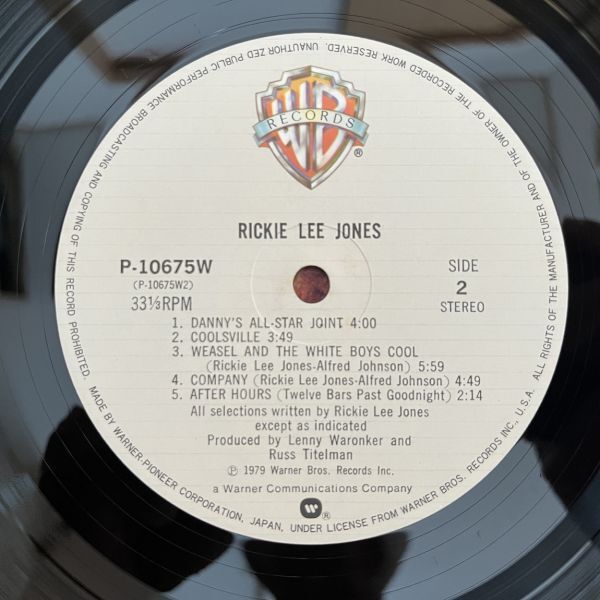 WB
RECORDS
®
RICKIE LEE JONES
P-10675W
(P-10675W2)
33⅓RPM
SIDE
2
STEREO
1. DANNY'S ALL-STAR JOINT 4:00
2. COOLSVILLE 3:49
3. WEASEL AND THE WHITE BOYS COOL
(Rickie Lee Jones-Alfred Johnson) 5:59
4. COMPANY (Rickie Lee Jones-Alfred Johnson) 4:49
5. AFTER HOURS (Twelve Bars Past Goodnight) 2:14
All selections written by Rickie Lee Jones
except as indicated
Produced by Lenny Waronker and
Russ Titelman
℗ 1979 Warner Bros. Records Inc.
a Warner Communications Company
W®
MADE BY WARNER-PIONEER CORPORATION, JAPAN, UNDER LICENSE FROM WARNER BROS. RECORDS INC., U.S.A. ALL RIGHTS OF THE MANUFACTURER AND OF THE OWNER OF THE RECORDED WORK RESERVED. UNAUTHORIZED PUBLIC PERFORMANCE BROADCASTING AND COPYING OF THIS RECORD PROHIBITED.